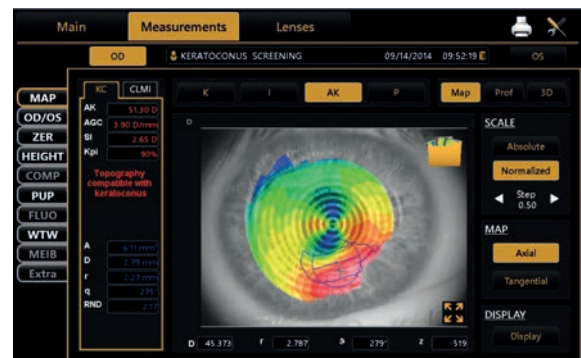 Main Measurements Lenses
OD KERATOCONUS SCREENING 09/14/2014 09:52:19 OS
KC CLMI K I AK P Map Prof 3D
MAP
OD/OS
ZER
HEIGHT
COMP
PUP
FLUO
WTW
MEIB
Extra
AK 51.30 D
AGC 3.90 D/mm
SI 2.65 D
Kpi 90%
Topography
compatible with
keratoconus
A 6.11 mm²
D 2.79 mm
r 2.27 mm
q 275°
RND 2.17
D
D 45.373 r 2.787 s 279° z -519
SCALE
Absolute
Normalized
Step
0.50
MAP
Axial
Tangential
DISPLAY
Display